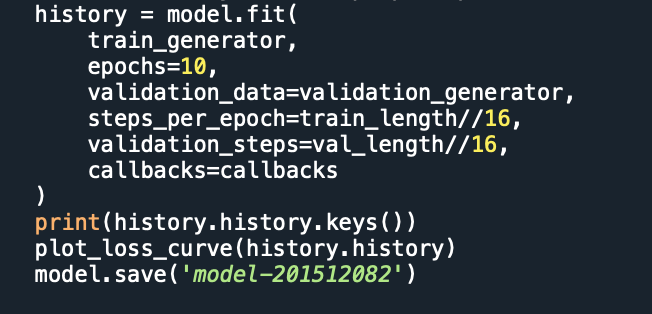 history = model.fit(
    train_generator,
    epochs=10,
    validation_data=validation_generator,
    steps_per_epoch=train_length//16,
    validation_steps=val_length//16,
    callbacks=callbacks
)
print(history.history.keys())
plot_loss_curve(history.history)
model.save('model-201512082')